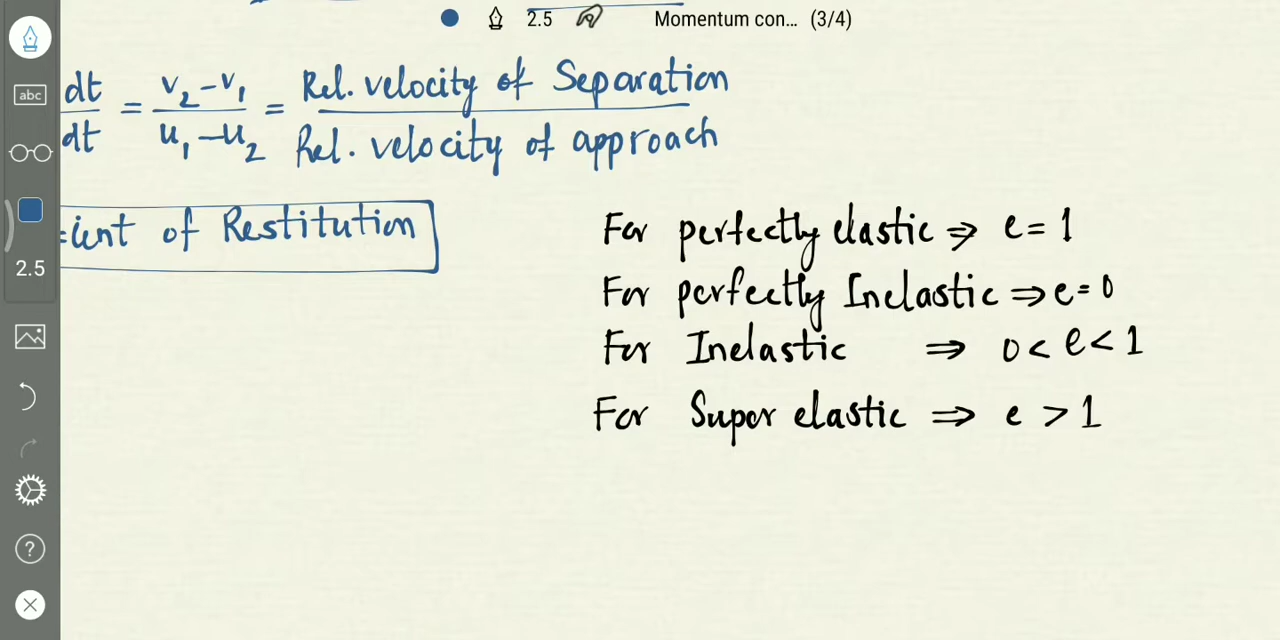 2.5 Momentum con... (3/4)
abc
dt/dt = v₂-v₁/u₁-u₂ = Rel. velocity of Separation/Rel. velocity of approach
2.5
cient of Restitution
For perfectly elastic ⇒ e = 1
For perfectly Inelastic ⇒ e = 0
For Inelastic ⇒ 0 < e < 1
For Super elastic ⇒ e > 1
?